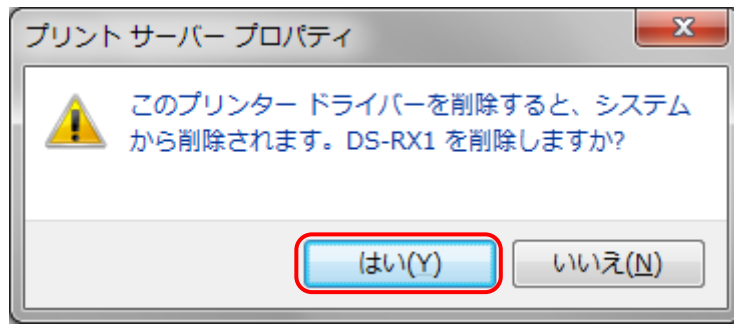 プリント サーバー プロパティ
このプリンター ドライバーを削除すると、システム
から削除されます。DS-RX1 を削除しますか?
はい(Y)
いいえ(N)